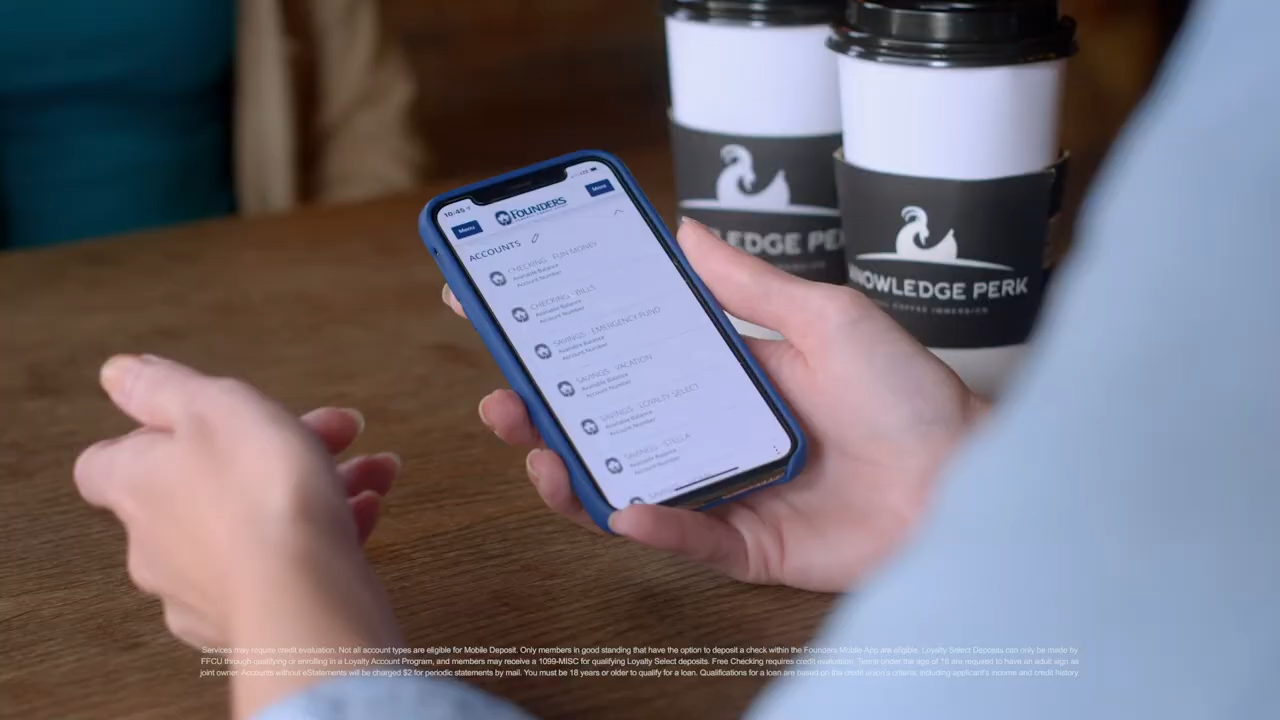 10:45
Menu
FOUNDERS
More
ACCOUNTS
CHECKING - FUN MONEY
Available Balance
Account Number
CHECKING - BILLS
Available Balance
Account Number
SAVINGS - EMERGENCY FUND
Available Balance
Account Number
SAVINGS - VACATION
Available Balance
Account Number
SAVINGS - LOYALTY SELECT
Available Balance
Account Number
SAVINGS - STELLA
Available Balance
Account Number
LEDGE PE
KNOWLEDGE PERK
COFFEE IMMERSION
Services may require credit evaluation. Not all account types are eligible for Mobile Deposit. Only members in good standing that have the option to deposit a check within the Founders Mobile App are eligible. Loyalty Select Deposits can only be made by
FFCU through qualifying or enrolling in a Loyalty Account Program, and members may receive a 1099-MISC for qualifying Loyalty Select deposits. Free Checking requires credit evaluation. Teens under the age of 18 are required to have an adult sign as
joint owner. Accounts without eStatements will be charged $2 for periodic statements by mail. You must be 18 years or older to qualify for a loan. Qualifications for a loan are based on the credit union's criteria, including applicant's income and credit history